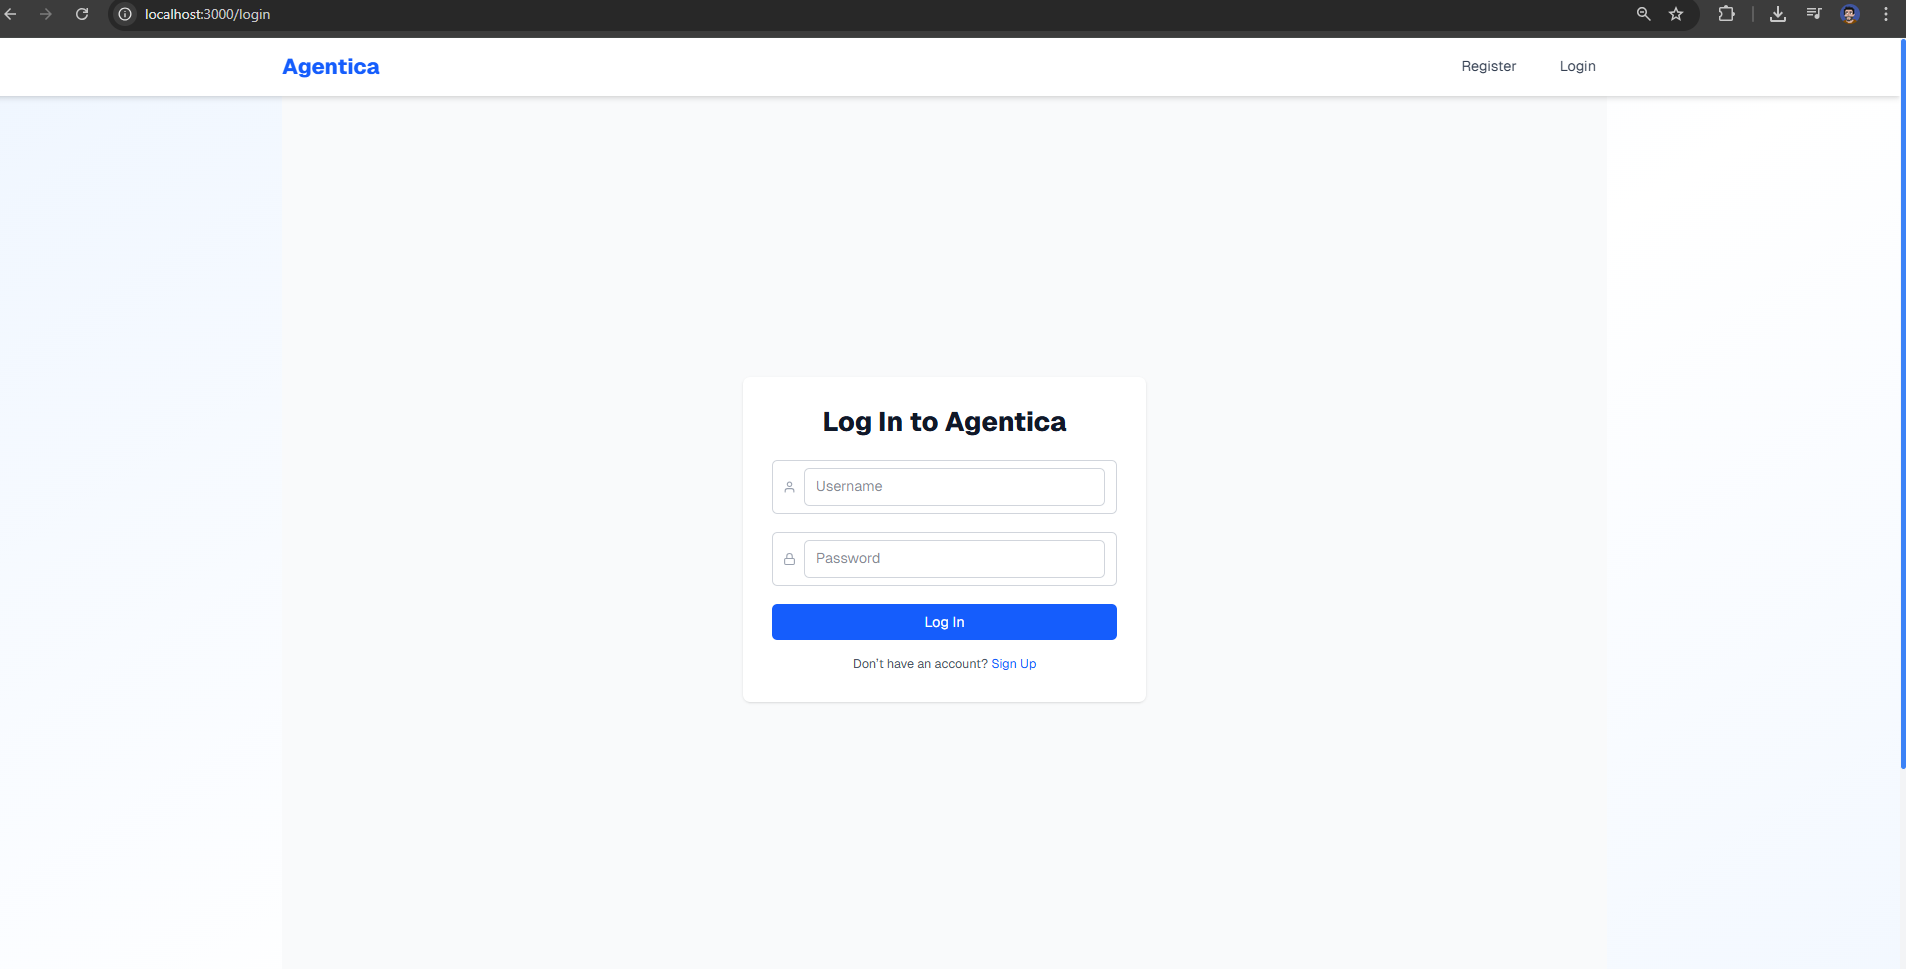 localhost:3000/login
Agentica
Register
Login
Log In to Agentica
Username
Password
Log In
Don't have an account? Sign Up